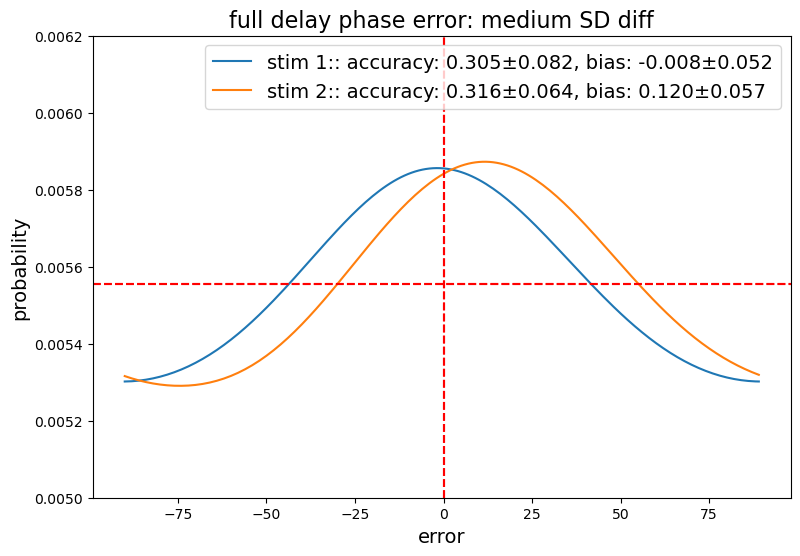 full delay phase error: medium SD diff
stim 1:: accuracy: 0.305±0.082, bias: -0.008±0.052
stim 2:: accuracy: 0.316±0.064, bias: 0.120±0.057
probability
0.0062
0.0060
0.0058
0.0056
0.0054
0.0052
0.0050
−75 −50 −25 0 25 50 75
error